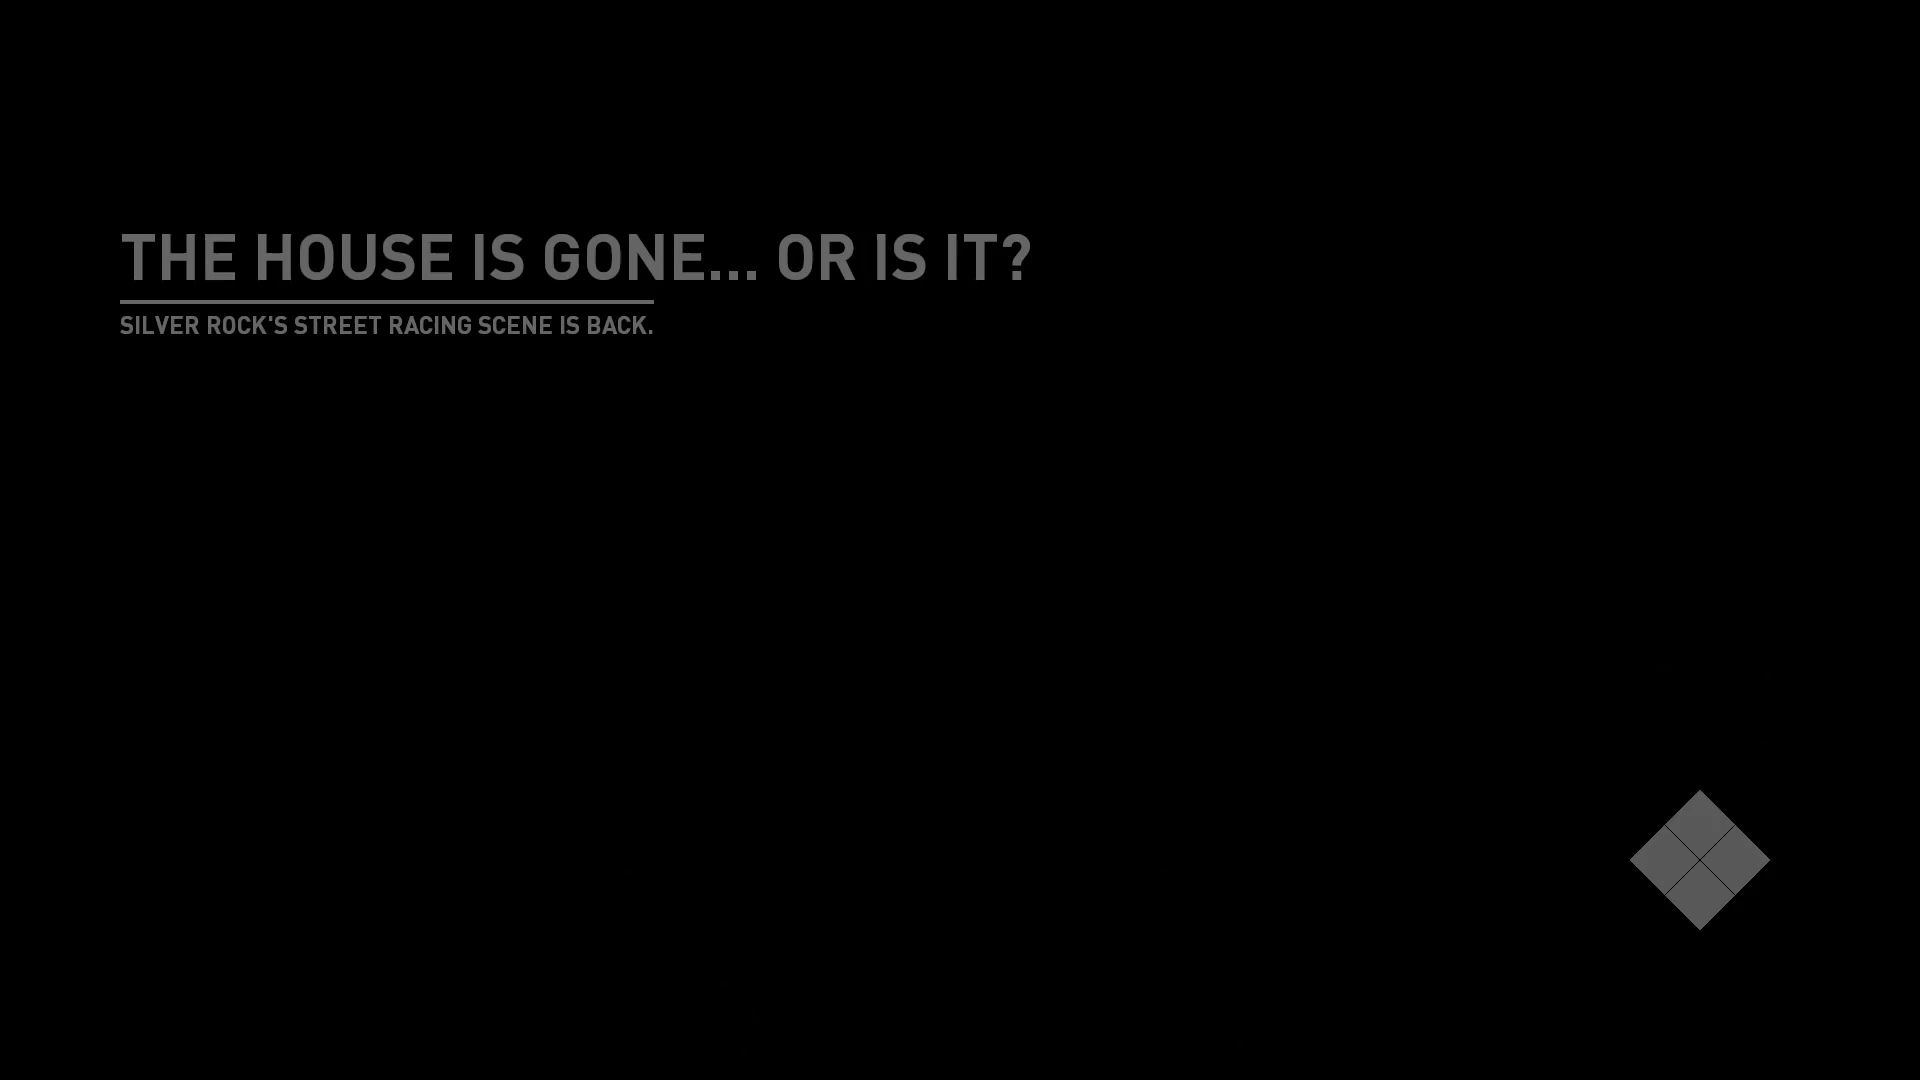 THE HOUSE IS GONE... OR IS IT?
SILVER ROCK'S STREET RACING SCENE IS BACK.